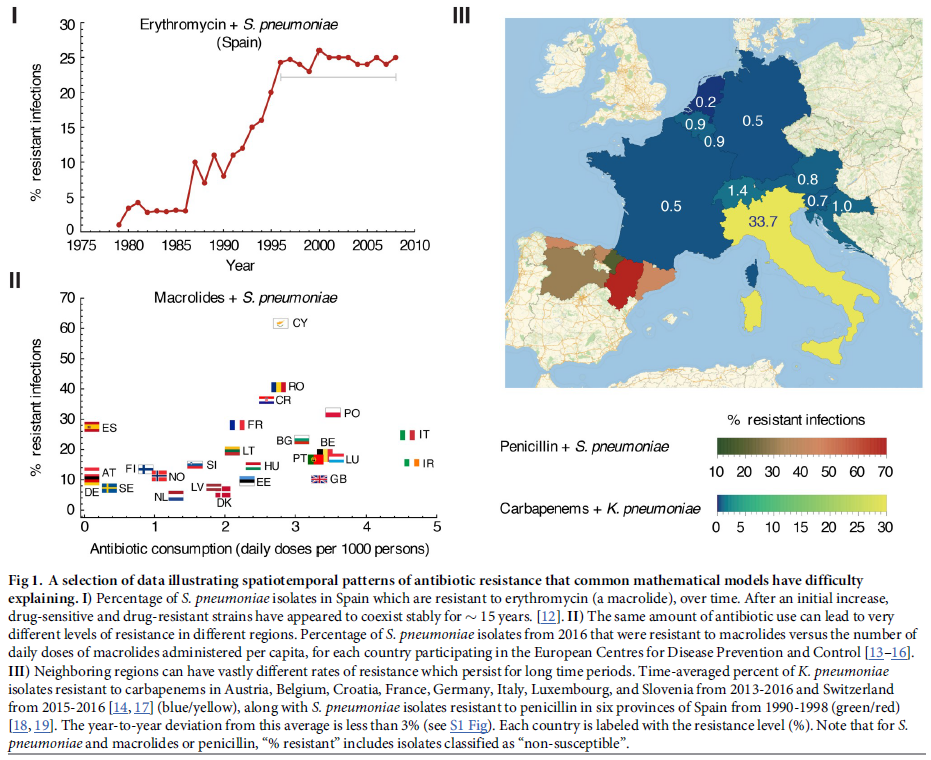 I
Erythromycin + S. pneumoniae
(Spain)
% resistant infections
30
25
20
15
10
5
0
1975 1980 1985 1990 1995 2000 2005 2010
Year
II
Macrolides + S. pneumoniae
% resistant infections
70
60
50
40
30
20
10
0
CY
RO
CR
PO
ES
FR
IT
BG
BE
LT
PT
LU
IR
AT
FI
SI
HU
NO
EE
GB
DE
SE
LV
NL
DK
0 1 2 3 4 5
Antibiotic consumption (daily doses per 1000 persons)
III
0.2
0.9
0.5
0.9
0.8
1.4
0.7
1.0
0.5
33.7
% resistant infections
Penicillin + S. pneumoniae
10 20 30 40 50 60 70
Carbapenems + K. pneumoniae
0 5 10 15 20 25 30
Fig 1. A selection of data illustrating spatiotemporal patterns of antibiotic resistance that common mathematical models have difficulty
explaining. I) Percentage of S. pneumoniae isolates in Spain which are resistant to erythromycin (a macrolide), over time. After an initial increase,
drug-sensitive and drug-resistant strains have appeared to coexist stably for ∼ 15 years. [12]. II) The same amount of antibiotic use can lead to very
different levels of resistance in different regions. Percentage of S. pneumoniae isolates from 2016 that were resistant to macrolides versus the number of
daily doses of macrolides administered per capita, for each country participating in the European Centres for Disease Prevention and Control [13–16].
III) Neighboring regions can have vastly different rates of resistance which persist for long time periods. Time-averaged percent of K. pneumoniae
isolates resistant to carbapenems in Austria, Belgium, Croatia, France, Germany, Italy, Luxembourg, and Slovenia from 2013-2016 and Switzerland
from 2015-2016 [14, 17] (blue/yellow), along with S. pneumoniae isolates resistant to penicillin in six provinces of Spain from 1990-1998 (green/red)
[18, 19]. The year-to-year deviation from this average is less than 3% (see S1 Fig). Each country is labeled with the resistance level (%). Note that for S.
pneumoniae and macrolides or penicillin, “% resistant” includes isolates classified as “non-susceptible”.